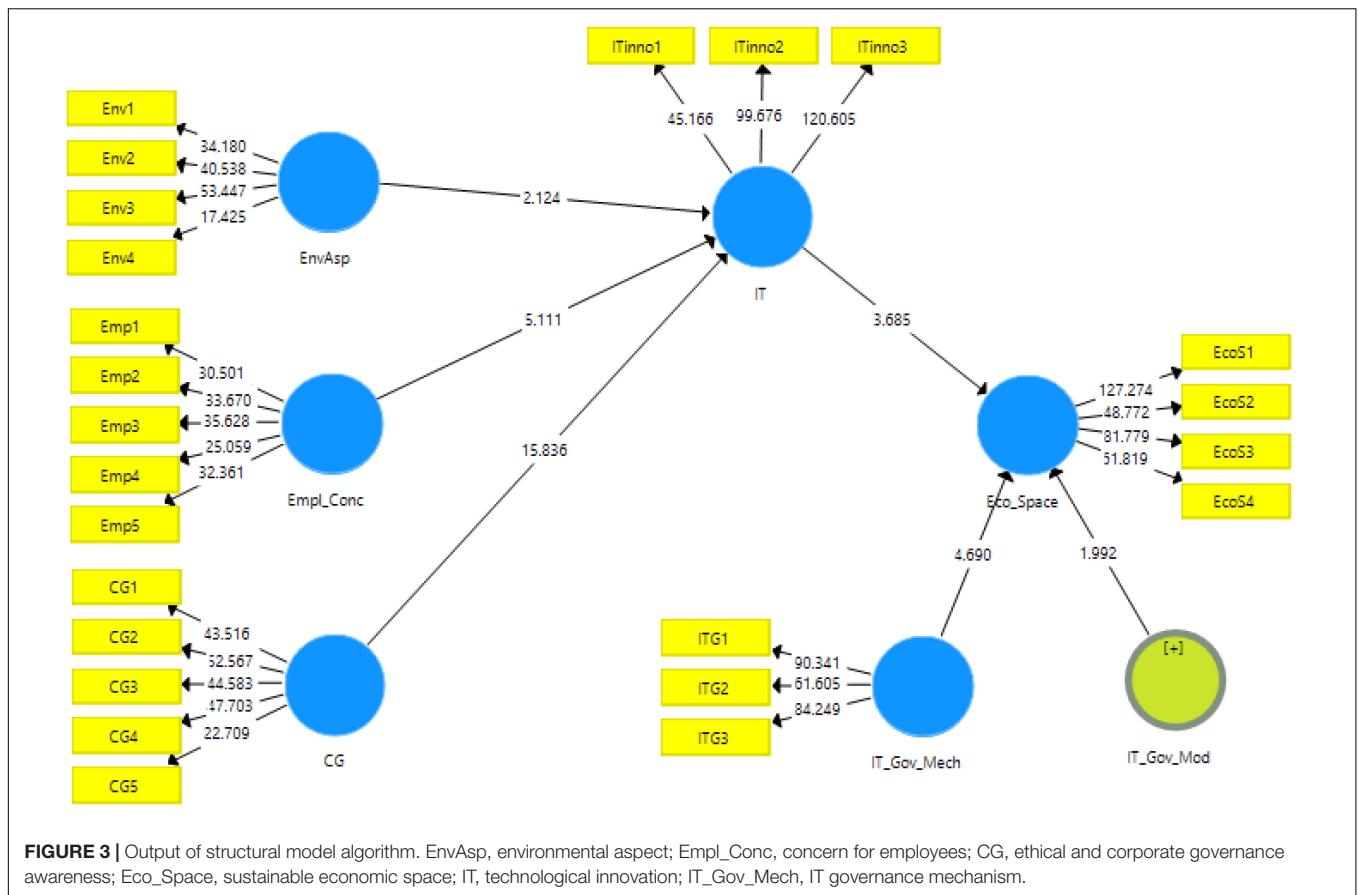 ITinno1
ITinno2
ITinno3
45.166
99.676
120.605
Env1
Env2
Env3
Env4
34.180
40.538
53.447
17.425
EnvAsp
2.124
IT
Emp1
Emp2
Emp3
Emp4
Emp5
30.501
33.670
35.628
25.059
32.361
Empl_Conc
5.111
3.685
CG1
CG2
CG3
CG4
CG5
43.516
52.567
44.583
47.703
22.709
CG
15.836
EcoS1
EcoS2
EcoS3
EcoS4
127.274
48.772
81.779
51.819
Eco_Space
4.690
1.992
ITG1
ITG2
ITG3
90.341
61.605
84.249
IT_Gov_Mech
[+]
IT_Gov_Mod
FIGURE 3 | Output of structural model algorithm. EnvAsp, environmental aspect; Empl_Conc, concern for employees; CG, ethical and corporate governance
awareness; Eco_Space, sustainable economic space; IT, technological innovation; IT_Gov_Mech, IT governance mechanism.